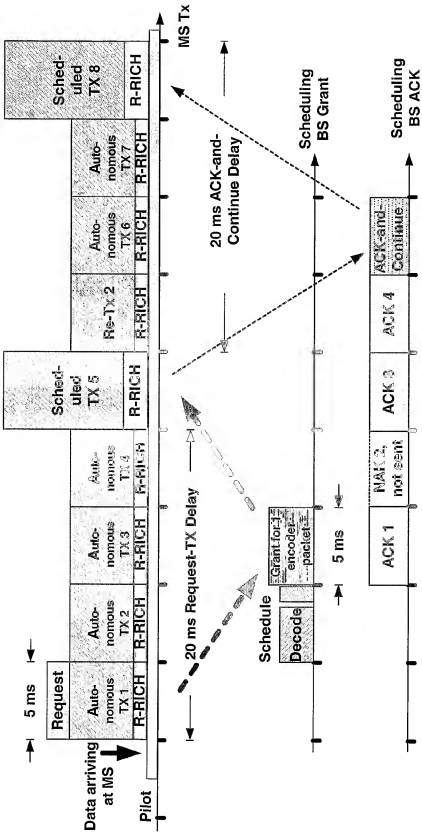 5 ms
Request
Data arriving
at MS
Pilot
Auto-
nomous
TX 1
R-RICH
Auto-
nomous
TX 2
R-RICH
Auto-
nomous
TX 3
R-RICH
Auto-
nomous
TX 4
R-RICH
Sched-
uled
TX 5
R-RICH
Re-Tx 2
R-RICH
Auto-
nomous
TX 6
R-RICH
Auto-
nomous
TX 7
R-RICH
Sched-
uled
TX 8
R-RICH
MS Tx
20 ms Request-TX Delay
20 ms ACK-and-
Continue Delay
Schedule
Decode
Grant for 1
encoder
packet
5 ms
Scheduling
BS Grant
ACK 1
NAK 2,
not sent
ACK 3
ACK 4
ACK-and-
Continue
Scheduling
BS ACK